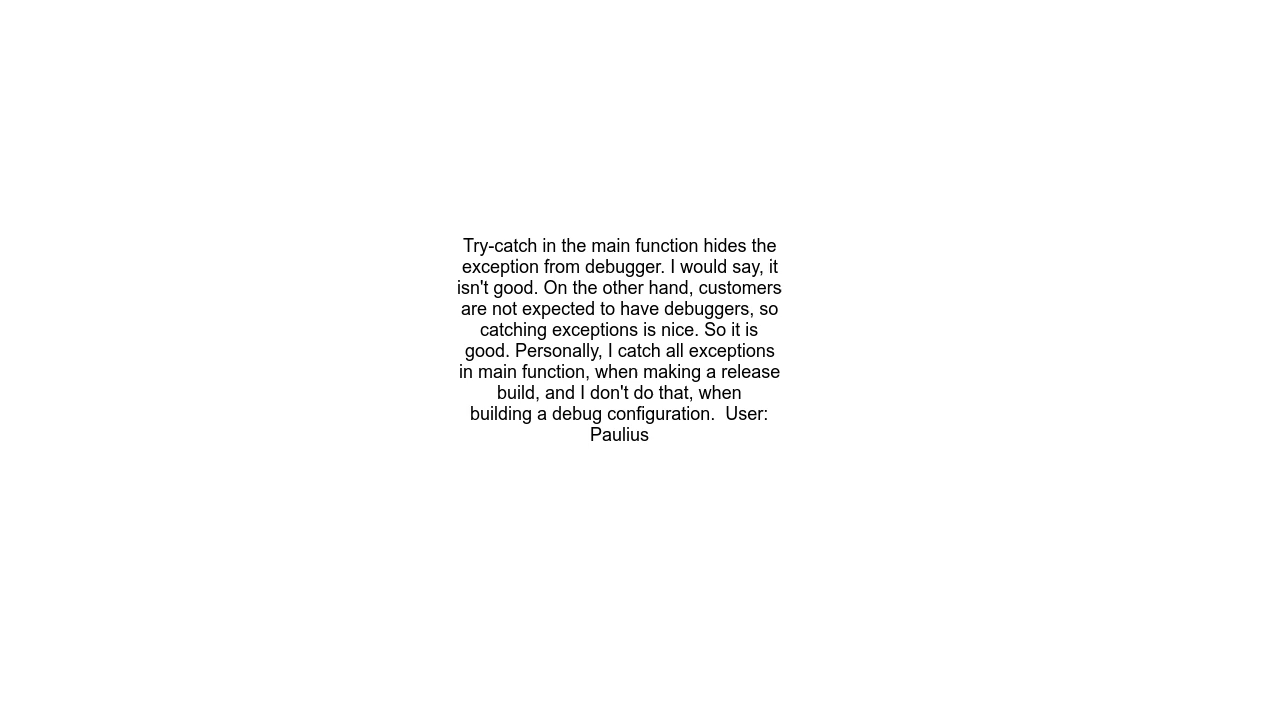 Try-catch in the main function hides the
exception from debugger. I would say, it
isn't good. On the other hand, customers
are not expected to have debuggers, so
catching exceptions is nice. So it is
good. Personally, I catch all exceptions
in main function, when making a release
build, and I don't do that, when
building a debug configuration.  User:
Paulius